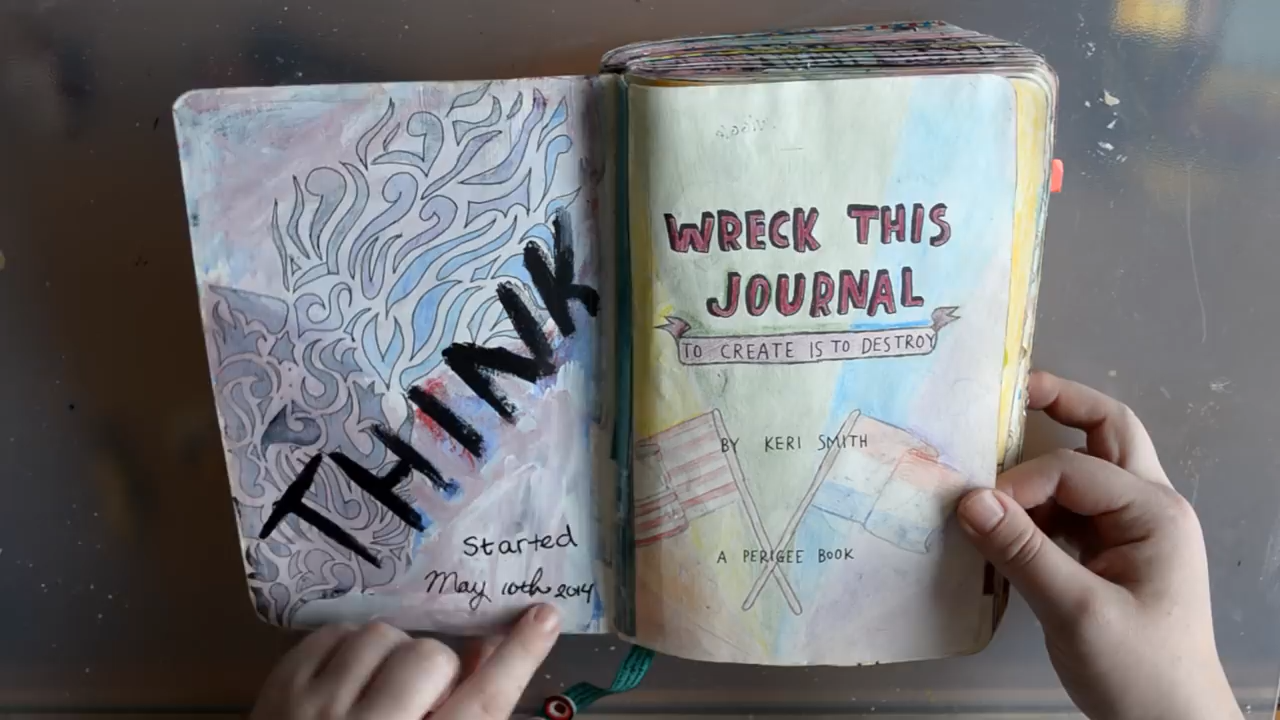 THINK
Started
May 10th 2014
WRECK THIS
JOURNAL
TO CREATE IS TO DESTROY
BY KERI SMITH
A PERIGEE BOOK